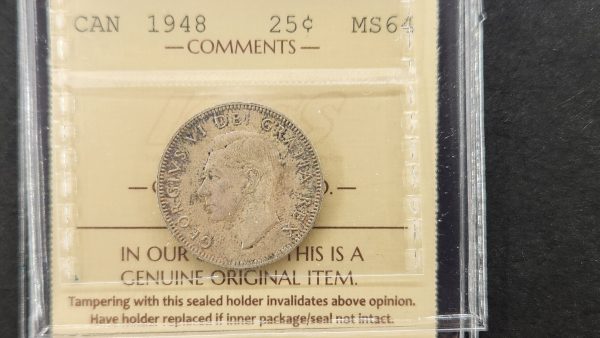 CAN 1948 25¢ MS64
— COMMENTS —
GEORGIVS VI DEI GRATIA REX
IN OUR THIS IS A
GENUINE ORIGINAL ITEM.
Tampering with this sealed holder invalidates above opinion.
Have holder replaced if inner package/seal not intact.